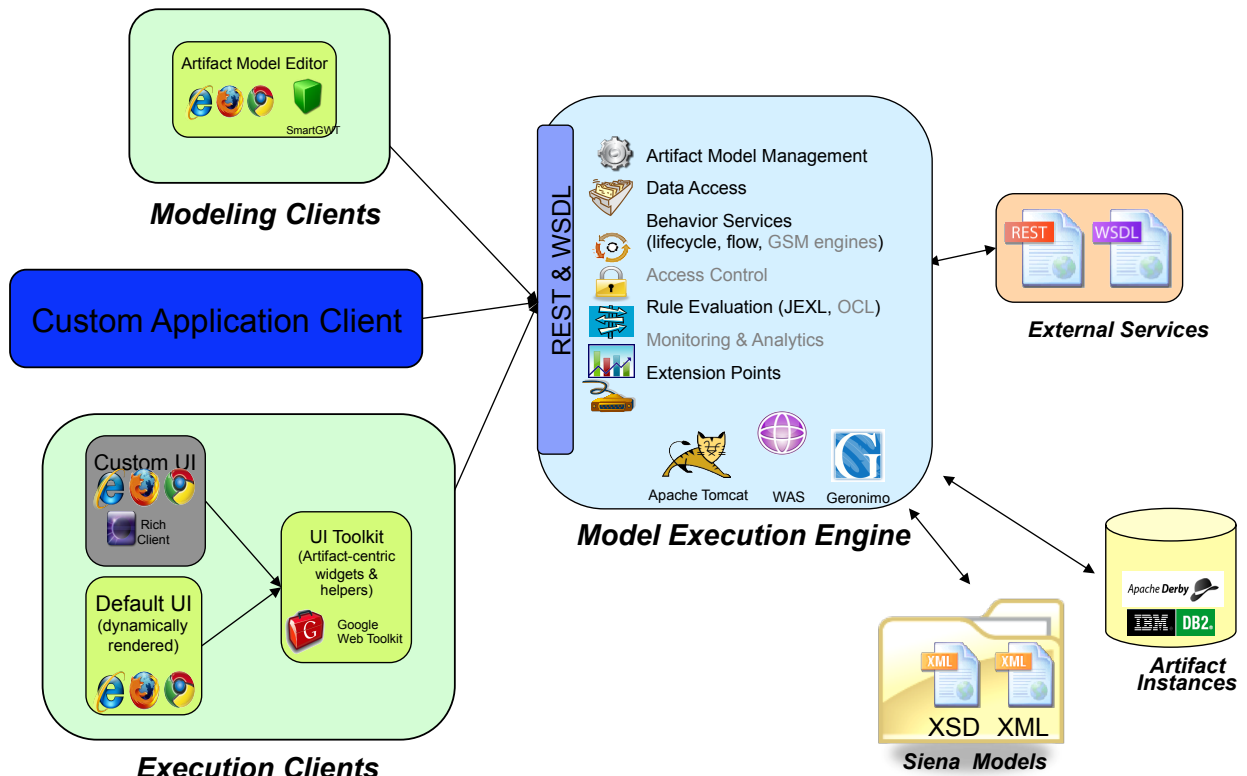 Artifact Model Editor
SmartGWT
Modeling Clients
Custom Application Client
Custom UI
Rich
Client
Default UI
(dynamically
rendered)
UI Toolkit
(Artifact-centric
widgets &
helpers)
G
Google
Web Toolkit
Execution Clients
REST & WSDL
Artifact Model Management
Data Access
Behavior Services
(lifecycle, flow, GSM engines)
Access Control
Rule Evaluation (JEXL, OCL)
Monitoring & Analytics
Extension Points
Apache Tomcat
WAS
G
Geronimo
Model Execution Engine
REST
WSDL
External Services
Apache Derby
IBM. DB2.
Artifact
Instances
XML
XML
XSD
XML
Siena Models